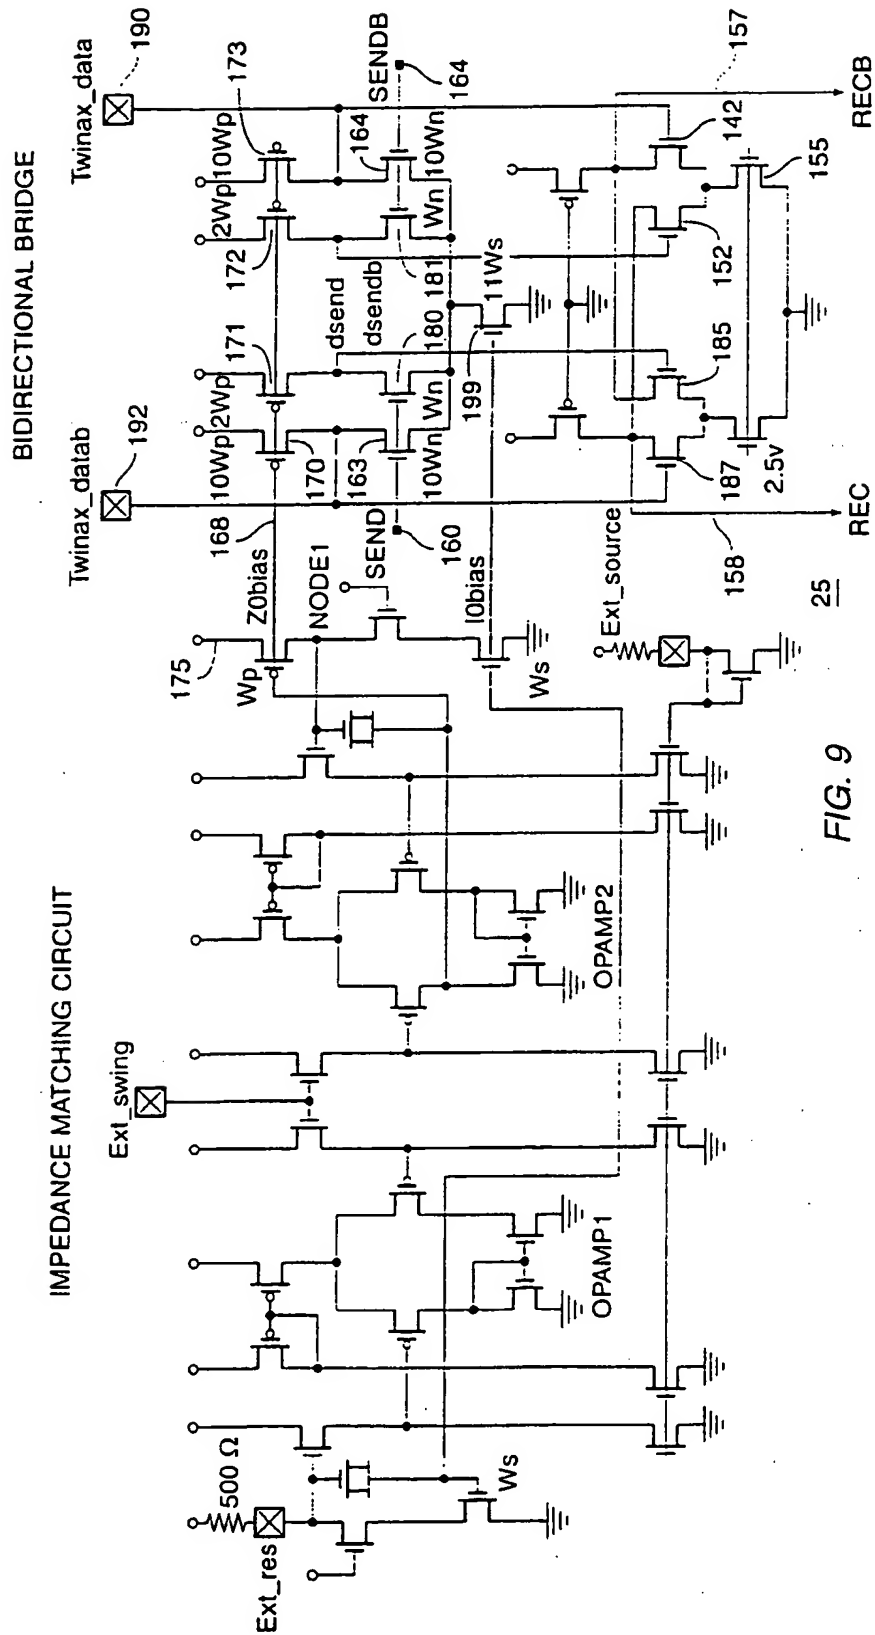 IMPEDANCE MATCHING CIRCUIT
BIDIRECTIONAL BRIDGE
Ext_res
500 Ω
Ws
OPAMP1
Ext_swing
OPAMP2
175
Wp
Z0bias
168
NODE1
SEND
160
I0bias
Ws
Ext_source
Twinax_datab
192
10Wp
2Wp
171
170
163
10Wn
Wn
180
dsend
dsendb
181
Wn
10Wn
164
172
2Wp
10Wp
173
Twinax_data
190
SENDB
164
199
11Ws
187
185
2.5v
152
142
155
157
158
REC
RECB
25
FIG. 9